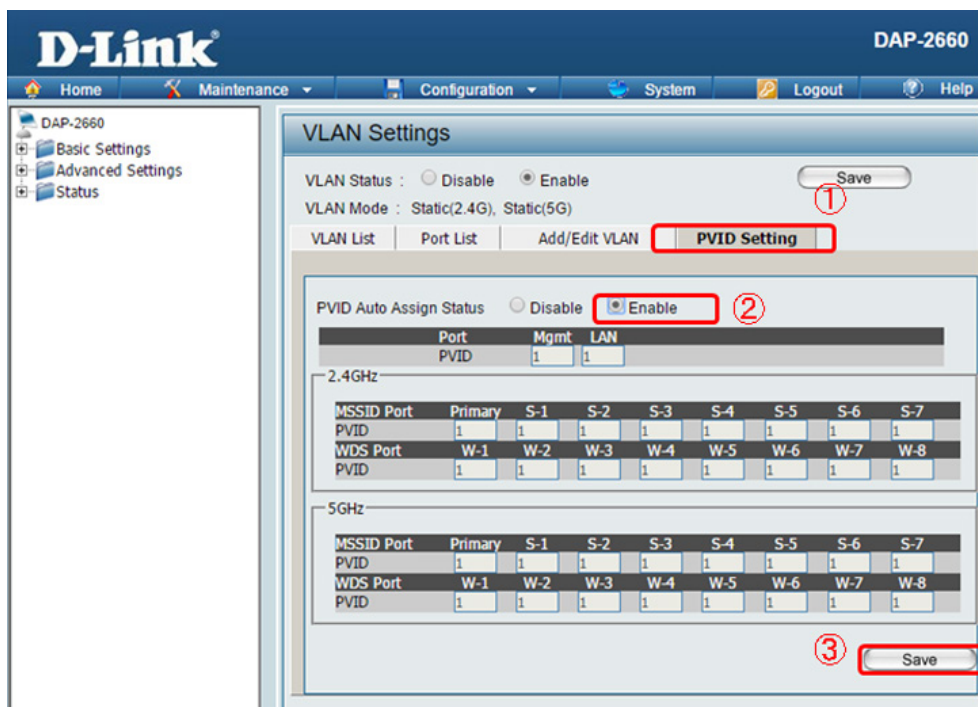 D-Link
DAP-2660
Home Maintenance Configuration System Logout Help
DAP-2660
Basic Settings
Advanced Settings
Status
VLAN Settings
VLAN Status : Disable Enable Save
①
VLAN Mode : Static(2.4G), Static(5G)
VLAN List Port List Add/Edit VLAN PVID Setting
PVID Auto Assign Status Disable Enable ②
Port Mgmt LAN
PVID 1 1
2.4GHz
MSSID Port Primary S-1 S-2 S-3 S-4 S-5 S-6 S-7
PVID 1 1 1 1 1 1 1 1
WDS Port W-1 W-2 W-3 W-4 W-5 W-6 W-7 W-8
PVID 1 1 1 1 1 1 1 1
5GHz
MSSID Port Primary S-1 S-2 S-3 S-4 S-5 S-6 S-7
PVID 1 1 1 1 1 1 1 1
WDS Port W-1 W-2 W-3 W-4 W-5 W-6 W-7 W-8
PVID 1 1 1 1 1 1 1 1
③ Save